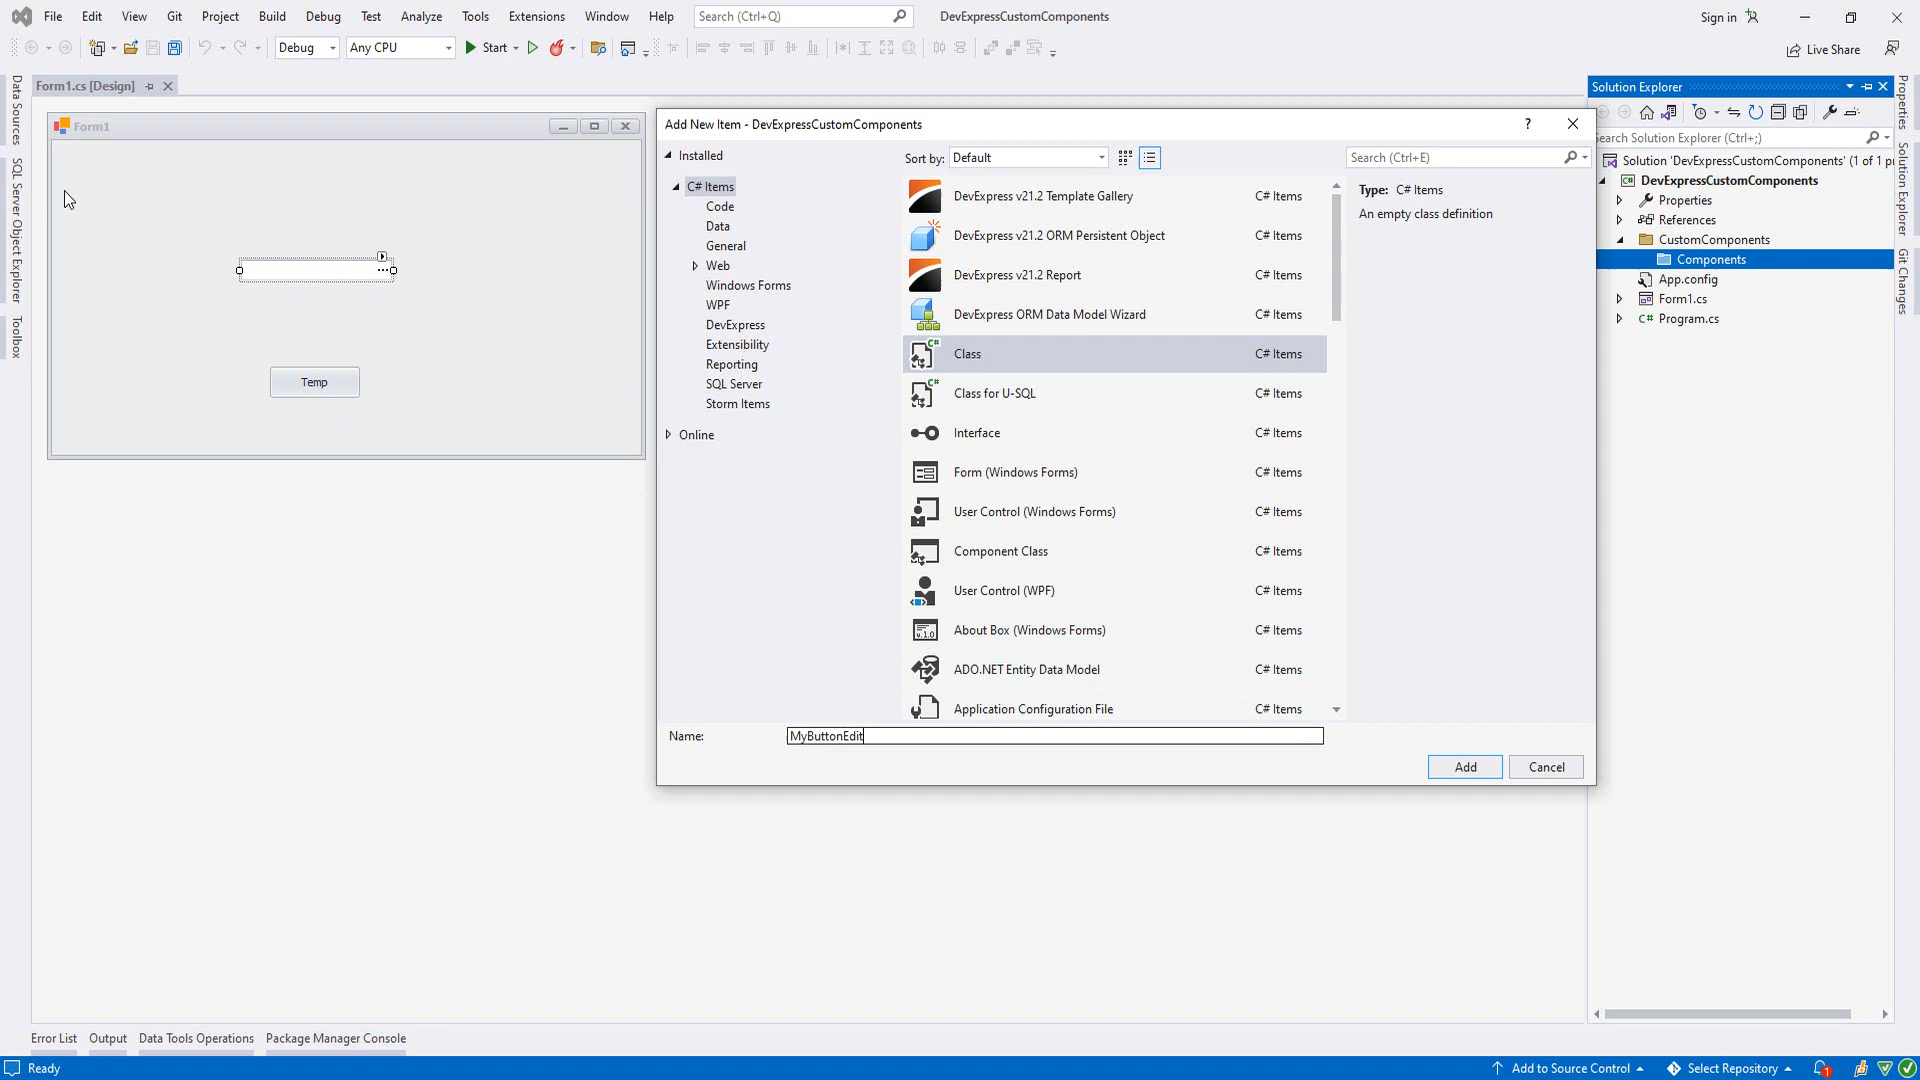 File Edit View Git Project Build Debug Test Analyze Tools Extensions Window Help Search (Ctrl+Q) DevExpressCustomComponents Sign in
Debug Any CPU Start Live Share
Form1.cs [Design]
Data Sources
SQL Server Object Explorer
Toolbox
Form1
Temp
Add New Item - DevExpressCustomComponents ?
Installed
Sort by: Default
Search (Ctrl+E)
C# Items
Code
Data
General
Web
Windows Forms
WPF
DevExpress
Extensibility
Reporting
SQL Server
Storm Items
Online
DevExpress v21.2 Template Gallery C# Items
DevExpress v21.2 ORM Persistent Object C# Items
DevExpress v21.2 Report C# Items
DevExpress ORM Data Model Wizard C# Items
Class C# Items
Class for U-SQL C# Items
Interface C# Items
Form (Windows Forms) C# Items
User Control (Windows Forms) C# Items
Component Class C# Items
User Control (WPF) C# Items
About Box (Windows Forms) C# Items
ADO.NET Entity Data Model C# Items
Application Configuration File C# Items
Type: C# Items
An empty class definition
Name: MyButtonEdit
Add Cancel
Solution Explorer
Search Solution Explorer (Ctrl+;)
Solution 'DevExpressCustomComponents' (1 of 1 pr
DevExpressCustomComponents
Properties
References
CustomComponents
Components
App.config
Form1.cs
Program.cs
Properties
Solution Explorer
Git Changes
Error List Output Data Tools Operations Package Manager Console
Ready Add to Source Control Select Repository 1